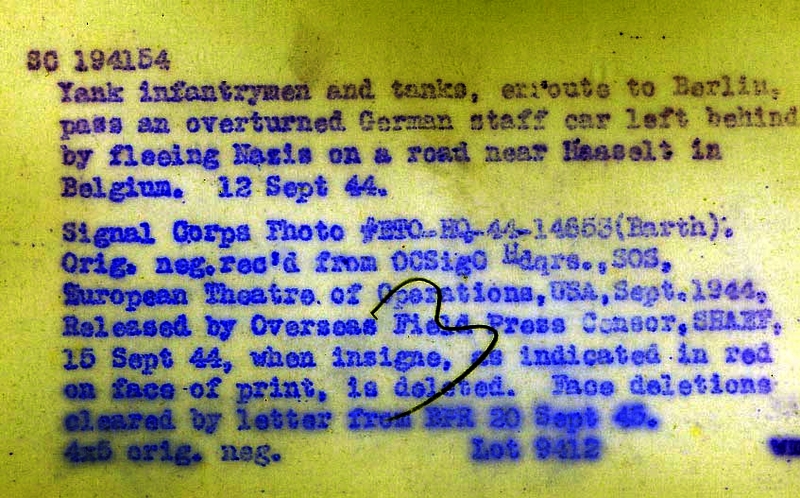 SC 194154
Yank infantrymen and tanks, enroute to Berlin,
pass an overturned German staff car left behind
by fleeing Nazis on a road near Haaselt in
Belgium. 12 Sept 44.
Signal Corps Photo #ETO-HQ-44-14653(Barth).
Orig. neg.rec'd from OCSigO Hdqrs.,SOS,
European Theatre of Operations,USA,Sept.1944.
Released by Overseas Field Press Censor,SHAEF,
15 Sept 44, when insigne, as indicated in red
on face of print, is deleted. Face deletions
cleared by letter from BPR 20 Sept 45.
4x5 orig. neg. Lot 9412